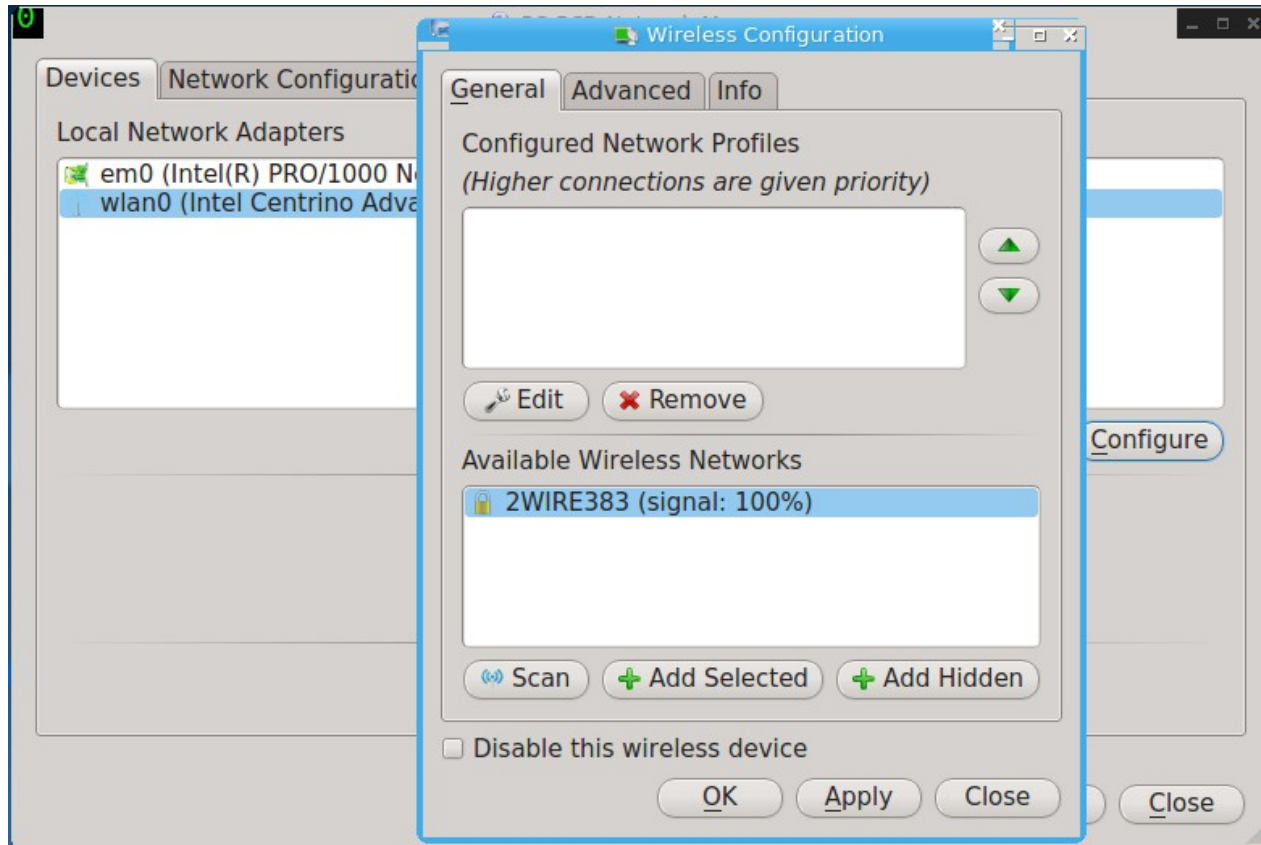 0
Wireless Configuration
Devices
Network Configuratio
General
Advanced
Info
Local Network Adapters
em0 (Intel(R) PRO/1000 Ne
wlan0 (Intel Centrino Adva
Configured Network Profiles
(Higher connections are given priority)
Edit
Remove
Configure
Available Wireless Networks
2WIRE383 (signal: 100%)
Scan
Add Selected
Add Hidden
Disable this wireless device
OK
Apply
Close
Close